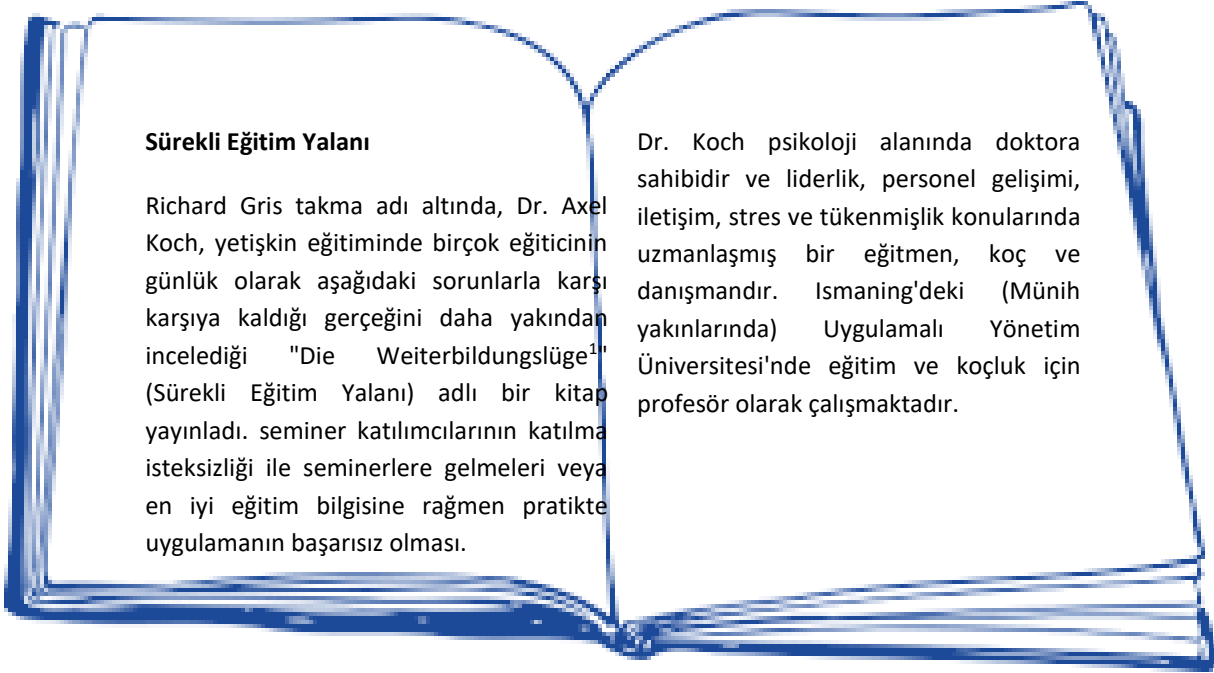 Sürekli Eğitim Yalanı
Richard Gris takma adı altında, Dr. Axel
Koch, yetişkin eğitiminde birçok eğiticinin
günlük olarak aşağıdaki sorunlarla karşı
karşıya kaldığı gerçeğini daha yakından
incelediği "Die Weiterbildungslüge¹"
(Sürekli Eğitim Yalanı) adlı bir kitap
yayınladı. seminer katılımcılarının katılma
isteksizliği ile seminerlere gelmeleri veya
en iyi eğitim bilgisine rağmen pratikte
uygulamanın başarısız olması.
Dr. Koch psikoloji alanında doktora
sahibidir ve liderlik, personel gelişimi,
iletişim, stres ve tükenmişlik konularında
uzmanlaşmış bir eğitmen, koç ve
danışmandır. Ismaning'deki (Münih
yakınlarında) Uygulamalı Yönetim
Üniversitesi'nde eğitim ve koçluk için
profesör olarak çalışmaktadır.